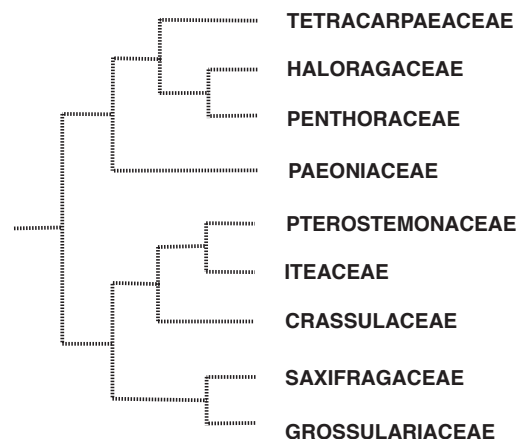 TETRACARPAEACEAE
HALORAGACEAE
PENTHORACEAE
PAEONIACEAE
PTEROSTEMONACEAE
ITEACEAE
CRASSULACEAE
SAXIFRAGACEAE
GROSSULARIACEAE